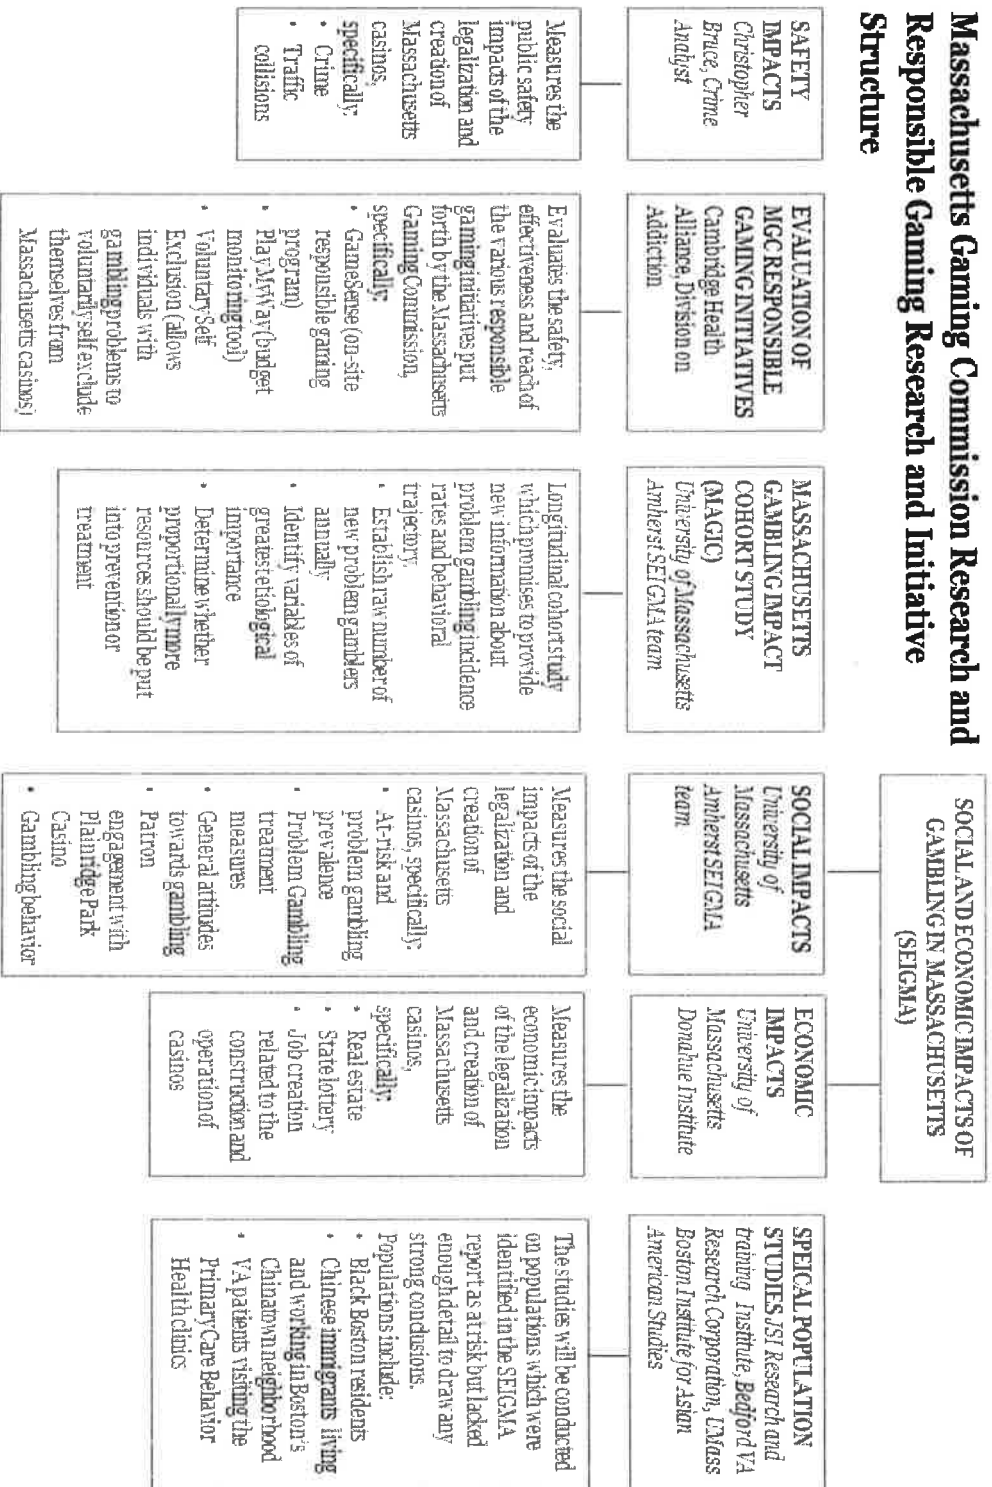 Massachusetts Gaming Commission Research and
Responsible Gaming Research and Initiative
Structure
SOCIAL AND ECONOMIC IMPACTS OF
GAMBLING IN MASSACHUSETTS
(SEIGMA)
SAFETY
IMPACTS
Christopher
Bruce, Crime
Analyst
Measures the
public safety
impacts of the
legalization and
creation of
Massachusetts
casinos,
specifically:
• Crime
• Traffic
collisions
EVALUATION OF
MGC RESPONSIBLE
GAMING INITIATIVES
Cambridge Health
Alliance, Division on
Addiction
Evaluates the safety,
effectiveness and reach of
the various responsible
gaming initiatives put
forth by the Massachusetts
Gaming Commission,
specifically:
• GameSense (on-site
responsible gaming
program)
• PlayMyWay (budget
monitoring tool)
• Voluntary Self
Exclusion (allows
individuals with
gambling problems to
voluntarily self exclude
themselves from
Massachusetts casinos)
MASSACHUSETTS
GAMBLING IMPACT
COHORT STUDY
(MAGIC)
University of Massachusetts
Amherst SEIGMA team
Longitudinal cohort study
which promises to provide
new information about
problem gambling incidence
rates and behavioral
trajectory.
• Establish raw number of
new problem gamblers
annually
• Identify variables of
greatest etiological
importance
• Determine whether
proportionally more
resources should be put
into prevention or
treatment
SOCIAL IMPACTS
University of
Massachusetts
Amherst SEIGMA
team
Measures the social
impacts of the
legalization and
creation of
Massachusetts
casinos, specifically:
• At-risk and
problem gambling
prevalence
• Problem Gambling
treatment
measures
• General attitudes
towards gambling
• Patron
engagement with
Plainridge Park
Casino
• Gambling behavior
ECONOMIC
IMPACTS
University of
Massachusetts
Donahue Institute
Measures the
economic impacts
of the legalization
and creation of
Massachusetts
casinos,
specifically:
• Real estate
• State lottery
• Job creation
related to the
construction and
operation of
casinos
SPEICAL POPULATION
STUDIES JSI Research and
training Institute, Bedford VA
Research Corporation, UMass
Boston Institute for Asian
American Studies
The studies will be conducted
on populations which were
identified in the SEIGMA
report as at risk but lacked
enough detail to draw any
strong conclusions.
Populations include:
• Black Boston residents
• Chinese immigrants living
and working in Boston's
Chinatown neighborhood
• VA patients visiting the
Primary Care Behavior
Health clinics